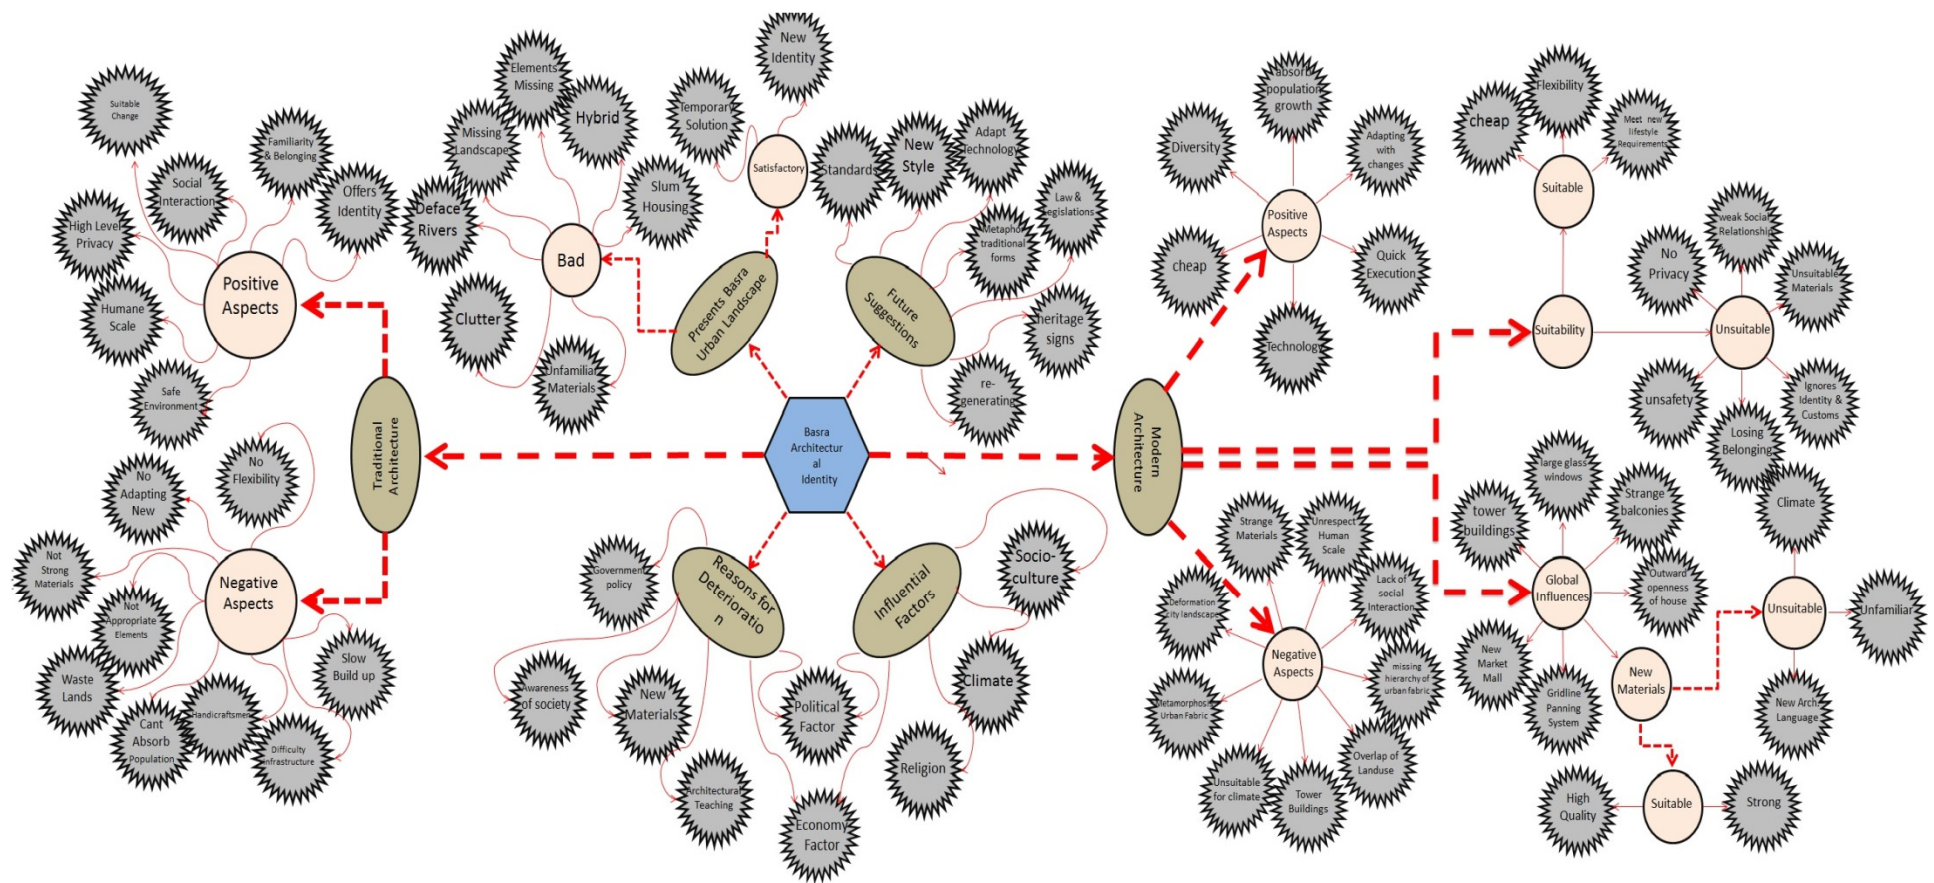 Suitable
Change
Familiarity
& Belonging
Social
Interaction
Offers
Identity
High Level
Privacy
Humane
Scale
Safe
Environment
Positive
Aspects
Traditional
Architecture
No
Flexibility
No
Adapting
New
Not
Strong
Materials
Not
Appropriate
Elements
Waste
Lands
Cant
Absorb
Population
Handicraftsmen
Difficulty
infrastructure
Slow
Build up
Negative
Aspects
Elements
Missing
Hybrid
Missing
Landscape
Slum
Housing
Deface
Rivers
Clutter
Unfamilian
Materials
Bad
New
Identity
Temporary
Solution
Satisfactory
Presents Basra
Urban Landscape
Standards
New
Style
Adapt
Technology
Law &
legislations
Metaphor
traditional
forms
heritage
signs
re-
generating
Future
Suggestions
Basra
Architectur
al
Identity
Reasons for
Deterioratio
n
Government
policy
Awareness
of society
New
Materials
Architectural
Teaching
Political
Factor
Economy
Factor
Influential
Factors
Socio-
culture
Climate
Religion
Modern
Architecture
absorb
population
growth
Diversity
Adapting
with
changes
cheap
Quick
Execution
Technology
Positive
Aspects
Strange
Materials
Unrespect
Human
Scale
Deformation
city landscape
Lack of
social
Interaction
Metamorphosis
Urban Fabric
missing
hierarchy of
urban fabric
Unsuitable
for climate
Tower
Buildings
Overlap of
Landuse
Negative
Aspects
Flexibility
cheap
Meet new
lifestyle
Requirements
Suitable
Suitability
weak Social
Relationship
No
Privacy
Unsuitable
Materials
Unsuitable
unsafety
Losing
Belonging
Ignores
Identity &
Customs
large glass
windows
tower
buildings
Strange
balconies
Outward
openness
of house
Global
Influences
New
Market
Mall
Gridline
Panning
System
New
Materials
Climate
Unsuitable
Unfamiliar
New Arch.
Language
High
Quality
Suitable
Strong